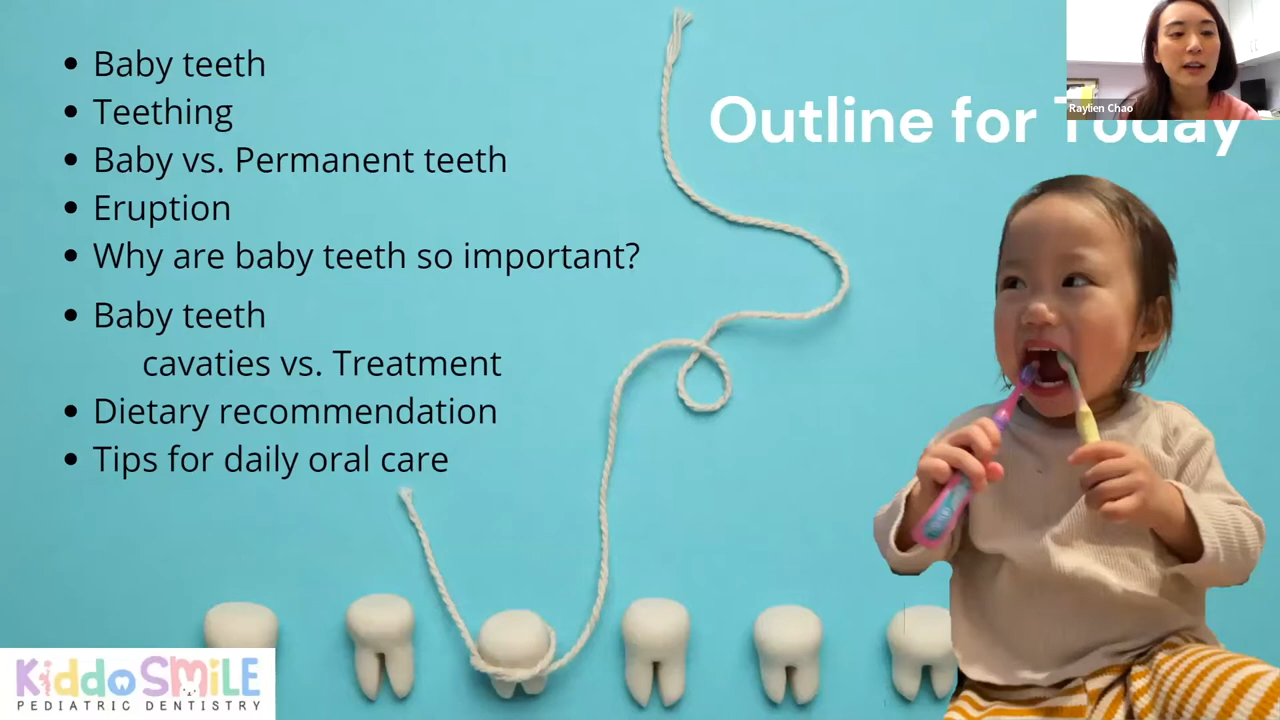 Baby teeth
Teething
Baby vs. Permanent teeth
Eruption
Why are baby teeth so important?
Baby teeth
cavaties vs. Treatment
Dietary recommendation
Tips for daily oral care
Outline for Today
Raylien Chao
KiddoSMiLE
PEDIATRIC DENTISTRY